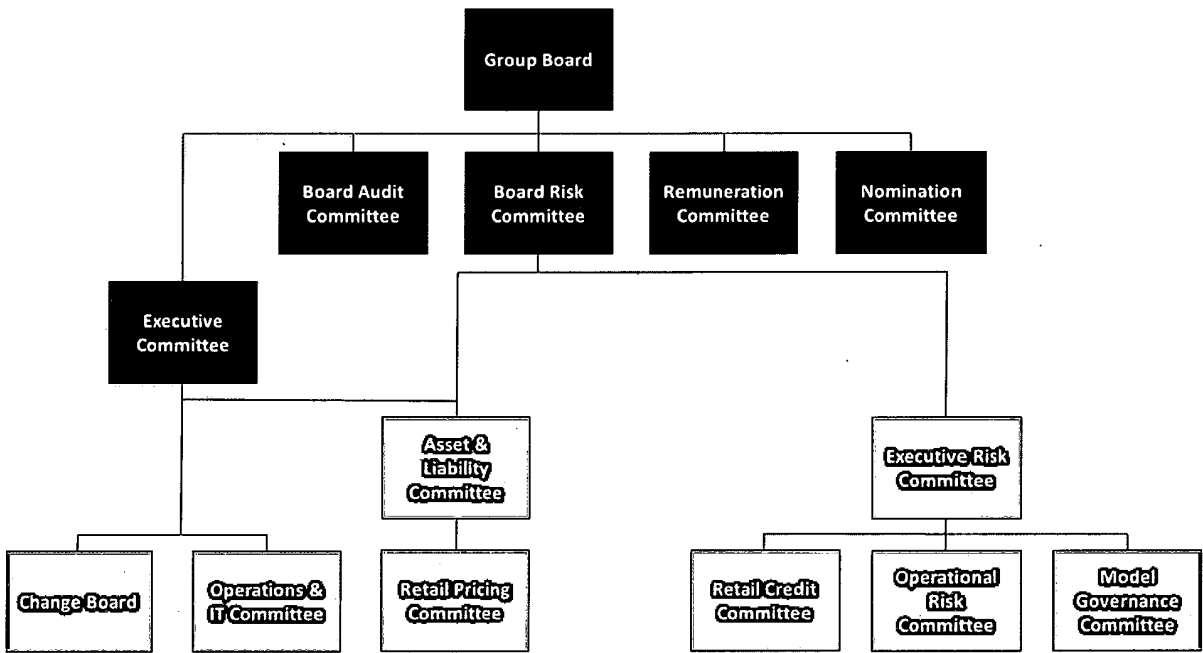 Group Board
Board Audit
Committee
Board Risk
Committee
Remuneration
Committee
Nomination
Committee
Executive
Committee
Asset &
Liability
Committee
Executive Risk
Committee
Change Board
Operations &
IT Committee
Retail Pricing
Committee
Retail Credit
Committee
Operational
Risk
Committee
Model
Governance
Committee